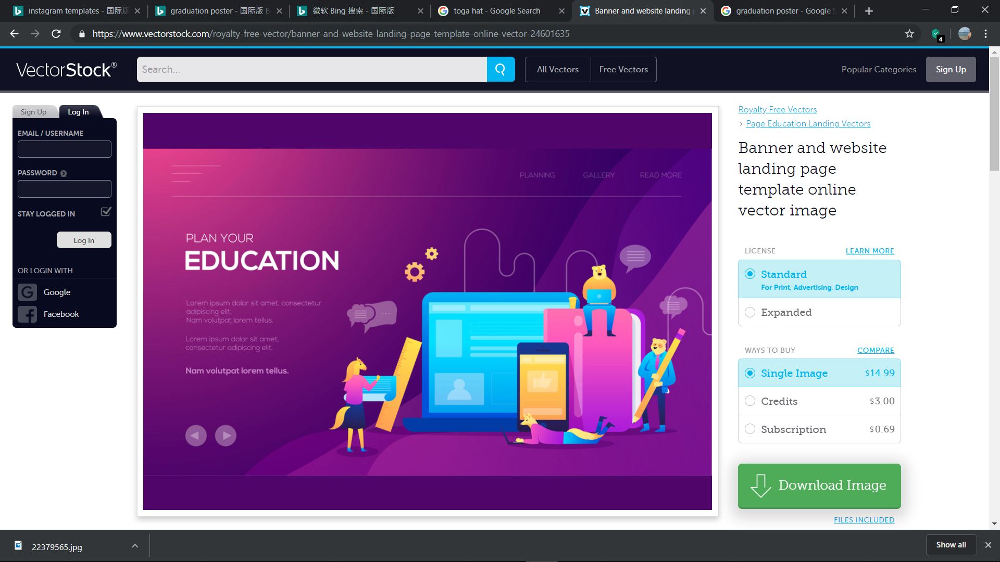 instagram templates - 国际版
graduation poster - 国际版 B
微软 Bing 搜索 - 国际版
toga hat - Google Search
Banner and website landing
graduation poster - Google S
https://www.vectorstock.com/royalty-free-vector/banner-and-website-landing-page-template-online-vector-24601635
4
VectorStock®
Search...
All Vectors
Free Vectors
Popular Categories
Sign Up
Sign Up
Log In
EMAIL / USERNAME
PASSWORD
STAY LOGGED IN
Log In
OR LOGIN WITH
Google
Facebook
PLANNING
GALLERY
READ MORE
PLAN YOUR
EDUCATION
Lorem ipsum dolor sit amet, consectetur
adipiscing elit.
Nam volutpat lorem tellus.
Lorem ipsum dolor sit amet,
consectetur adipiscing elit.
Nam volutpat lorem tellus.
Royalty Free Vectors
› Page Education Landing Vectors
Banner and website
landing page
template online
vector image
LICENSE
LEARN MORE
Standard
For Print, Advertising, Design
Expanded
WAYS TO BUY
COMPARE
Single Image
$14.99
Credits
$3.00
Subscription
$0.69
Download Image
FILES INCLUDED
22379565.jpg
Show all